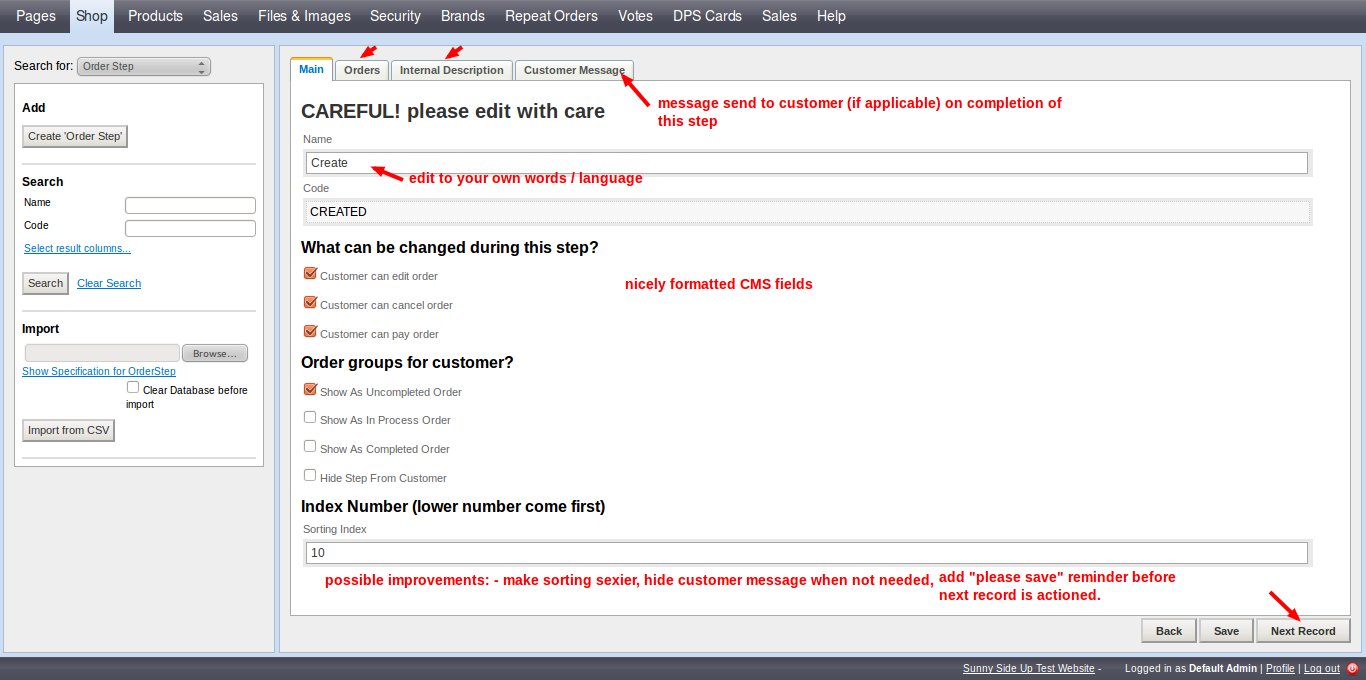 Pages Shop Products Sales Files & Images Security Brands Repeat Orders Votes DPS Cards Sales Help
Search for: Order Step
Add
Create 'Order Step'
Search
Name
Code
Select result columns...
Search Clear Search
Import
Browse...
Show Specification for OrderStep
Clear Database before
import
Import from CSV
Main Orders Internal Description Customer Message
message send to customer (if applicable) on completion of
this step
CAREFUL! please edit with care
Name
Create
edit to your own words / language
Code
CREATED
What can be changed during this step?
Customer can edit order
nicely formatted CMS fields
Customer can cancel order
Customer can pay order
Order groups for customer?
Show As Uncompleted Order
Show As In Process Order
Show As Completed Order
Hide Step From Customer
Index Number (lower number come first)
Sorting Index
10
possible improvements: - make sorting sexier, hide customer message when not needed,
add "please save" reminder before
next record is actioned.
Back Save Next Record
Sunny Side Up Test Website - Logged in as Default Admin | Profile | Log out